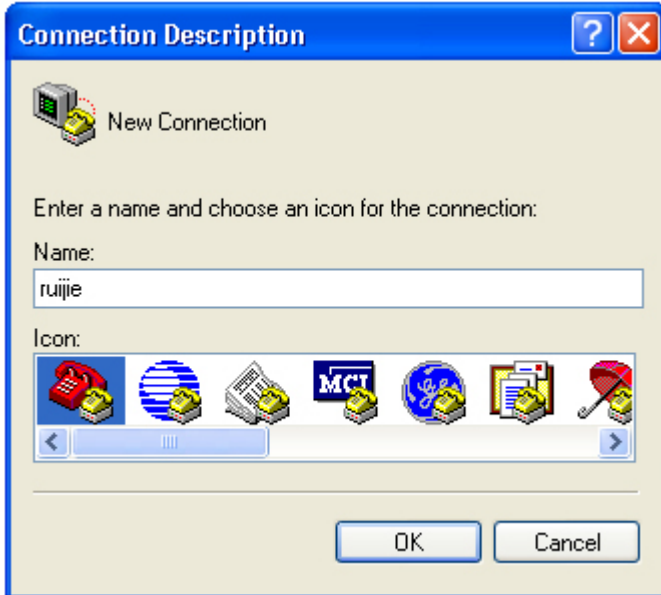 Connection Description
New Connection
Enter a name and choose an icon for the connection:
Name:
ruijie
Icon:
MCI
OK Cancel